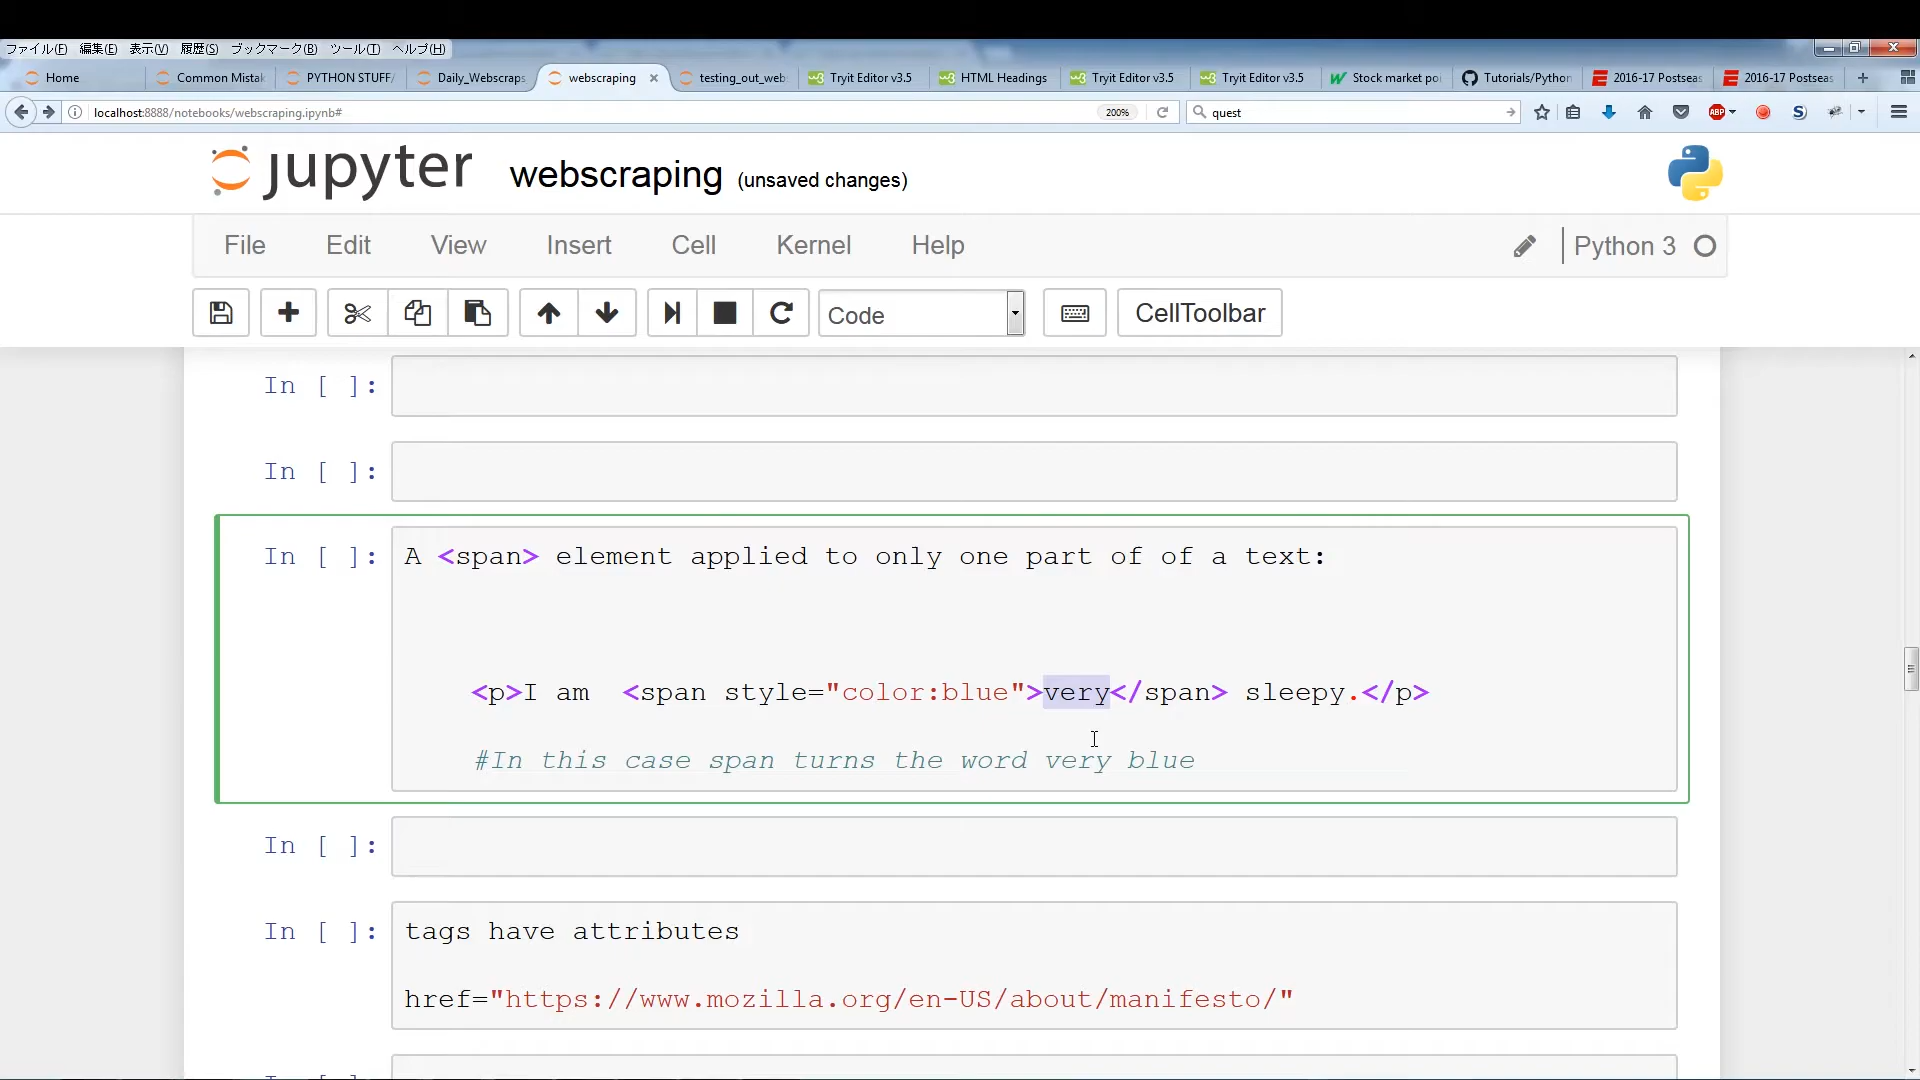 ファイル(F) 編集(E) 表示(V) 履歴(S) ブックマーク(B) ツール(T) ヘルプ(H)
Home Common Mistak PYTHON STUFF/ Daily_Webscraps webscraping testing_out_web Tryit Editor v3.5 HTML Headings Tryit Editor v3.5 Tryit Editor v3.5 Stock market po Tutorials/Python 2016-17 Postseas 2016-17 Postseas
localhost:8888/notebooks/webscraping.ipynb# 200% quest ABP S
jupyter webscraping (unsaved changes)
File Edit View Insert Cell Kernel Help Python 3
Code CellToolbar
In [ ]:
In [ ]:
In [ ]: A <span> element applied to only one part of of a text:
<p>I am <span style="color:blue">very</span> sleepy.</p>
#In this case span turns the word very blue
In [ ]:
In [ ]: tags have attributes
href="https://www.mozilla.org/en-US/about/manifesto/"